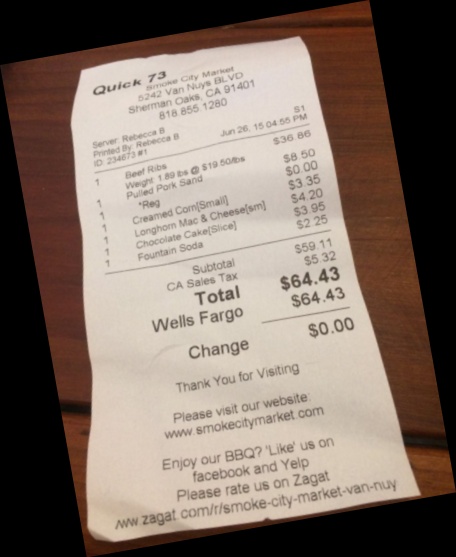 Quick 73
Smoke City Market
5242 Van Nuys BLVD
Sherman Oaks, CA 91401
818.855.1280
Server: Rebecca B
Printed By: Rebecca B S1
ID: 234673 #1 Jun 26, 15 04:55 PM
1 Beef Ribs $36.86
Weight: 1.89 lbs @ $19.50/lbs
1 Pulled Pork Sand $8.50
1 *Reg $0.00
1 Creamed Corn[Small] $3.35
1 Longhorn Mac & Cheese[sm] $4.20
1 Chocolate Cake[Slice] $3.95
1 Fountain Soda $2.25
Subtotal $59.11
CA Sales Tax $5.32
Total $64.43
Wells Fargo $64.43
Change $0.00
Thank You for Visiting
Please visit our website:
www.smokecitymarket.com
Enjoy our BBQ? 'Like' us on
facebook and Yelp
Please rate us on Zagat
www.zagat.com/r/smoke-city-market-van-nuy